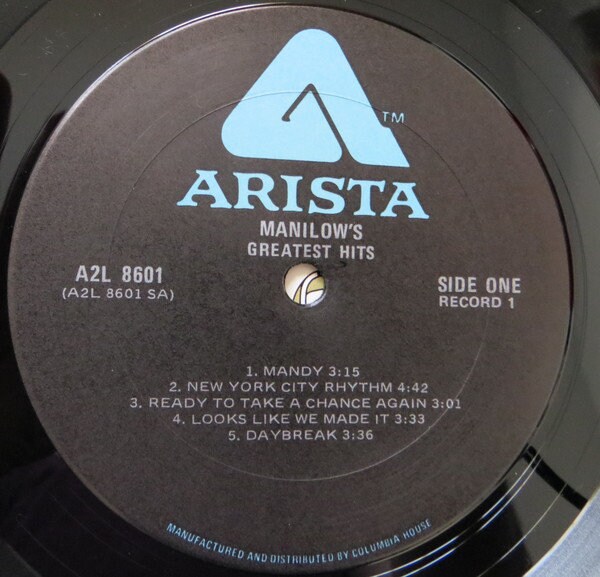 TM
ARISTA
MANILOW'S
GREATEST HITS
A2L 8601
(A2L 8601 SA)
SIDE ONE
RECORD 1
1. MANDY 3:15
2. NEW YORK CITY RHYTHM 4:42
3. READY TO TAKE A CHANCE AGAIN 3:01
4. LOOKS LIKE WE MADE IT 3:33
5. DAYBREAK 3:36
MANUFACTURED AND DISTRIBUTED BY COLUMBIA HOUSE